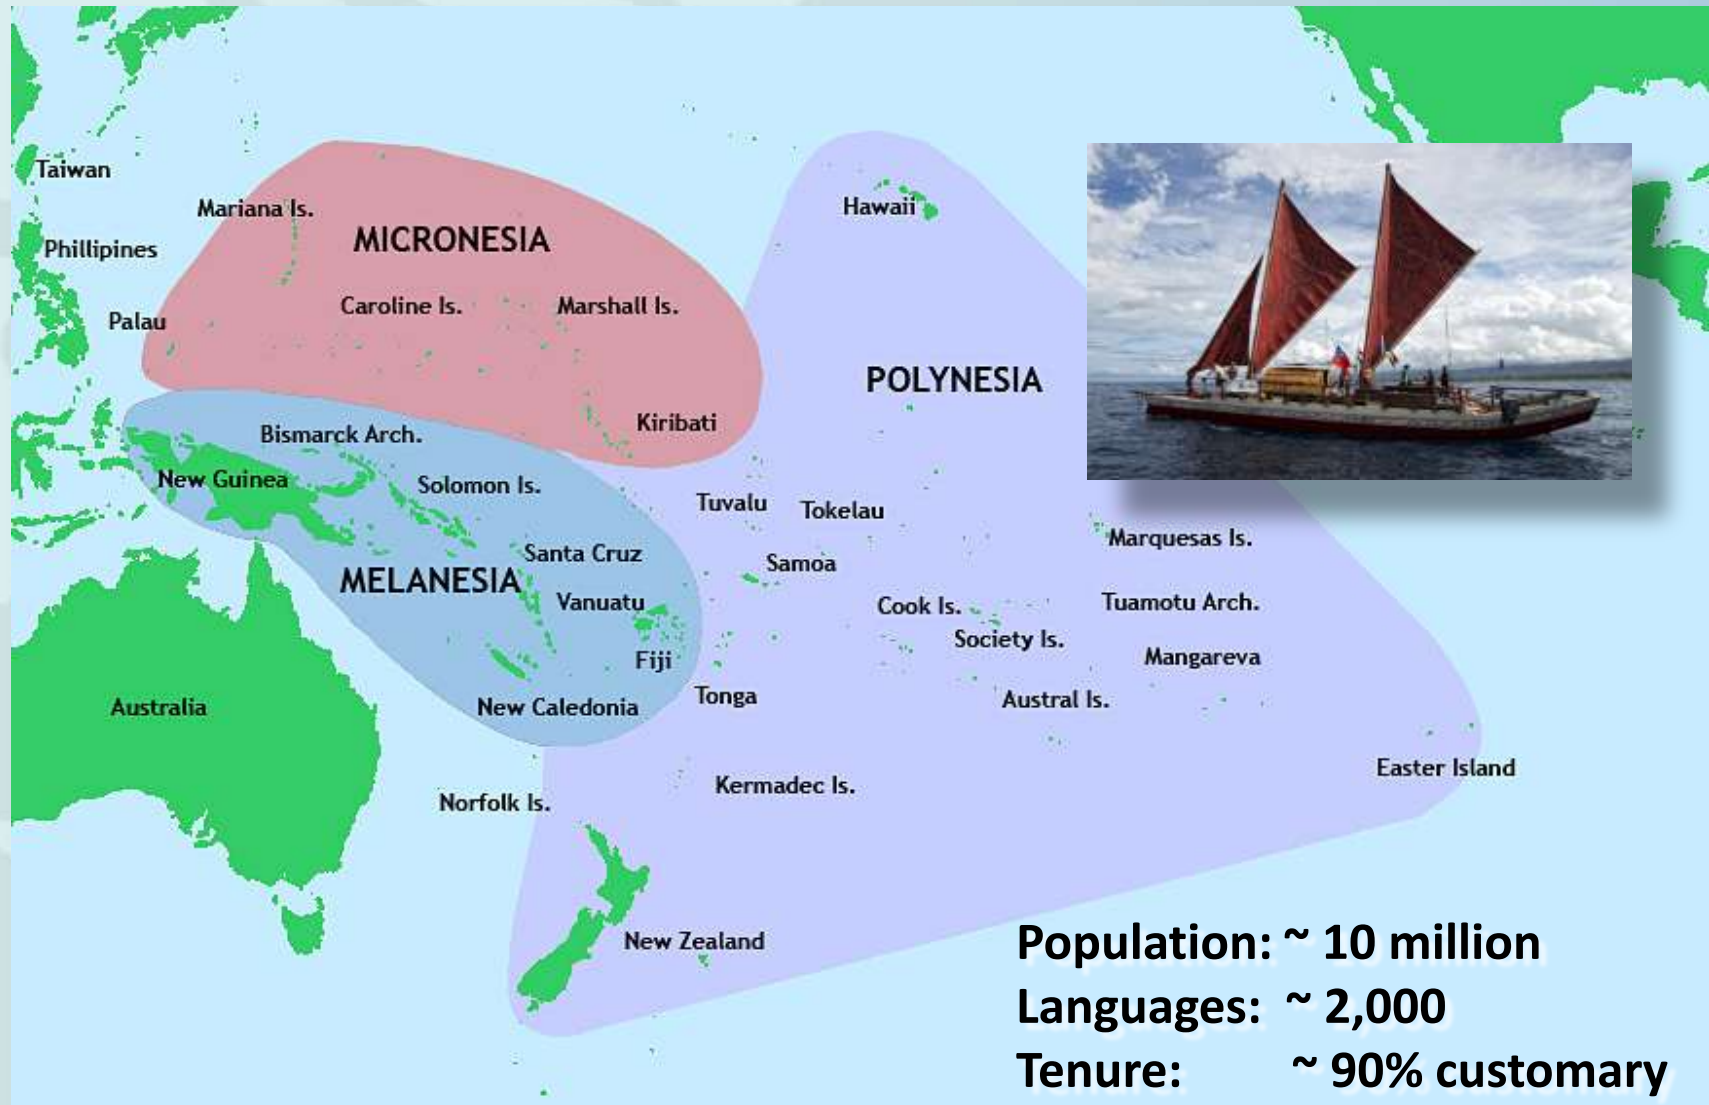 Taiwan
Mariana Is.
Hawaii
MICRONESIA
Phillipines
Caroline Is.
Marshall Is.
Palau
POLYNESIA
Kiribati
Bismarck Arch.
New Guinea
Solomon Is.
Tuvalu
Tokelau
Marquesas Is.
Santa Cruz
Samoa
MELANESIA
Vanuatu
Cook Is.
Tuamotu Arch.
Society Is.
Fiji
Mangareva
Tonga
Austral Is.
Australia
New Caledonia
Easter Island
Kermadec Is.
Norfolk Is.
New Zealand
Population: ~ 10 million
Languages: ~ 2,000
Tenure: ~ 90% customary